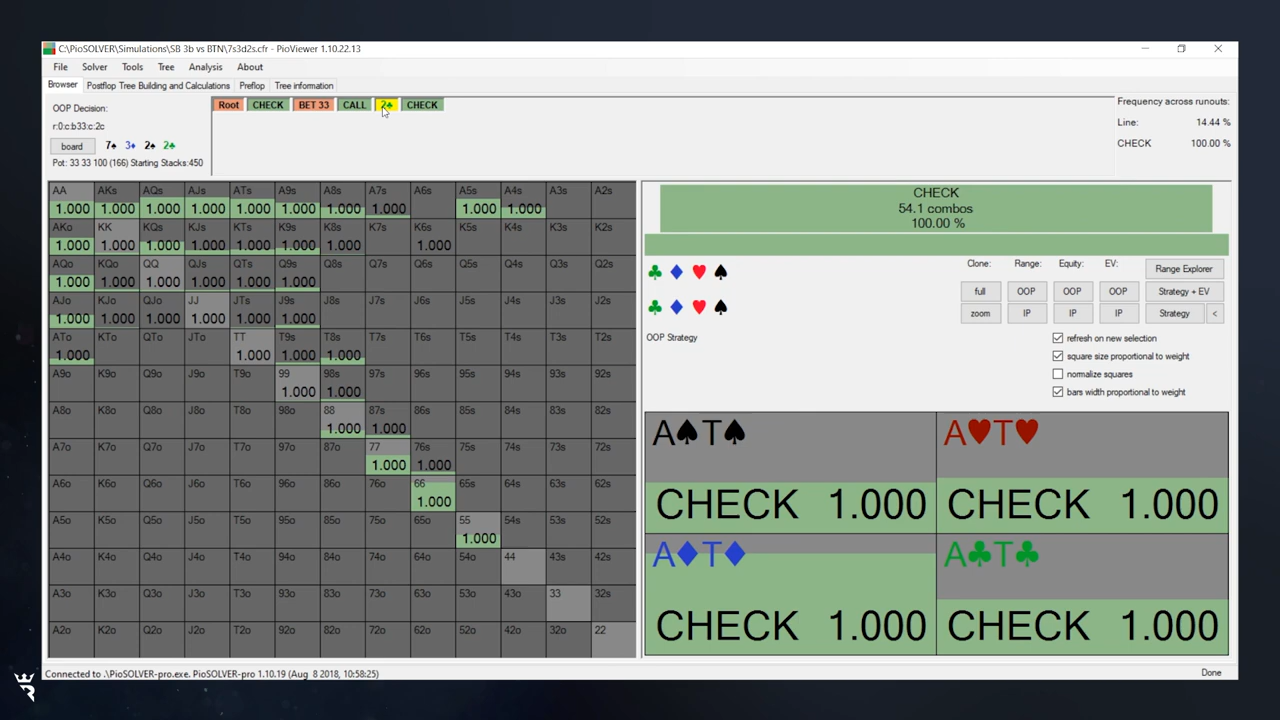 C:\PioSOLVER\Simulations\SB 3b vs BTN\7s3d2s.cfr - PioViewer 1.10.22.13
File Solver Tools Tree Analysis About
Browser Postflop Tree Building and Calculations Preflop Tree information
OOP Decision:
r:0:c:b33:c:2c
board 7♠ 3♦ 2♠ 2♣
Pot: 33 33 100 (166) Starting Stacks:450
Root CHECK BET 33 CALL 2♣ CHECK
Frequency across runouts:
Line: 14.44 %
CHECK 100.00 %
AA AKs AQs AJs ATs A9s A8s A7s A6s A5s A4s A3s A2s
1.000 1.000 1.000 1.000 1.000 1.000 1.000 1.000 1.000 1.000
AKo KK KQs KJs KTs K9s K8s K7s K6s K5s K4s K3s K2s
1.000 1.000 1.000 1.000 1.000 1.000 1.000 1.000
AQo KQo QQ QJs QTs Q9s Q8s Q7s Q6s Q5s Q4s Q3s Q2s
1.000 1.000 1.000 1.000 1.000 1.000
AJo KJo QJo JJ JTs J9s J8s J7s J6s J5s J4s J3s J2s
1.000 1.000 1.000 1.000 1.000 1.000
ATo KTo QTo JTo TT T9s T8s T7s T6s T5s T4s T3s T2s
1.000 1.000 1.000 1.000
A9o K9o Q9o J9o T9o 99 98s 97s 96s 95s 94s 93s 92s
1.000 1.000
A8o K8o Q8o J8o T8o 98o 88 87s 86s 85s 84s 83s 82s
1.000 1.000
A7o K7o Q7o J7o T7o 97o 87o 77 76s 75s 74s 73s 72s
1.000 1.000
A6o K6o Q6o J6o T6o 96o 86o 76o 66 65s 64s 63s 62s
1.000
A5o K5o Q5o J5o T5o 95o 85o 75o 65o 55 54s 53s 52s
1.000
A4o K4o Q4o J4o T4o 94o 84o 74o 64o 54o 44 43s 42s
A3o K3o Q3o J3o T3o 93o 83o 73o 63o 53o 43o 33 32s
A2o K2o Q2o J2o T2o 92o 82o 72o 62o 52o 42o 32o 22
CHECK
54.1 combos
100.00 %
♣ ♦ ♥ ♠
♣ ♦ ♥ ♠
OOP Strategy
Clone: Range: Equity: EV: Range Explorer
full OOP OOP OOP Strategy + EV
zoom IP IP IP Strategy <
refresh on new selection
square size proportional to weight
normalize squares
bars width proportional to weight
A♠T♠ A♥T♥
CHECK 1.000 CHECK 1.000
A♦T♦ A♣T♣
CHECK 1.000 CHECK 1.000
Connected to .\PioSOLVER-pro.exe. PioSOLVER-pro 1.10.19 (Aug 8 2018, 10:58:25) Done